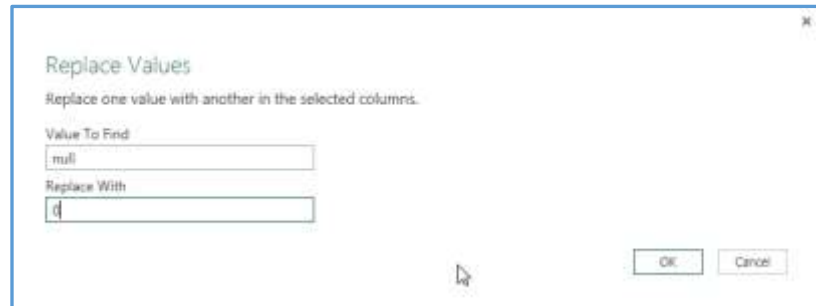 Replace Values
Replace one value with another in the selected columns.
Value To Find
null
Replace With
0
OK
Cancel